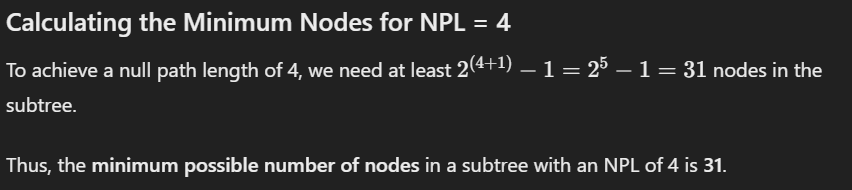 Calculating the Minimum Nodes for NPL = 4
To achieve a null path length of 4, we need at least 2^(4+1) − 1 = 2^5 − 1 = 31 nodes in the
subtree.
Thus, the minimum possible number of nodes in a subtree with an NPL of 4 is 31.